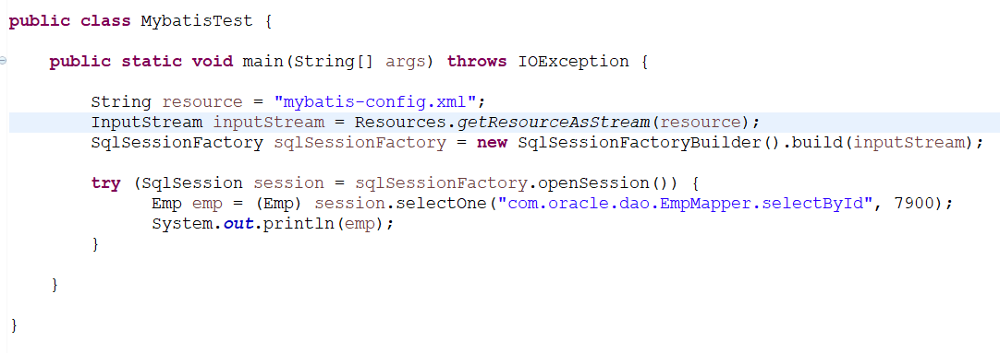 public class MybatisTest {
public static void main(String[] args) throws IOException {
String resource = "mybatis-config.xml";
InputStream inputStream = Resources.getResourceAsStream(resource);
SqlSessionFactory sqlSessionFactory = new SqlSessionFactoryBuilder().build(inputStream);
try (SqlSession session = sqlSessionFactory.openSession()) {
Emp emp = (Emp) session.selectOne("com.oracle.dao.EmpMapper.selectById", 7900);
System.out.println(emp);
}
}
}